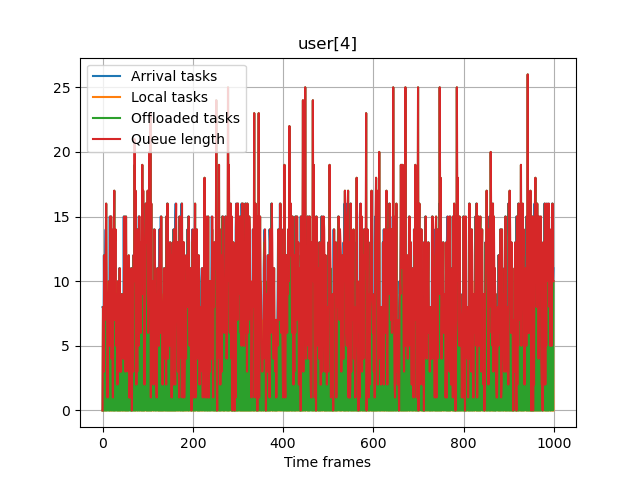 user[4]
Arrival tasks
Local tasks
Offloaded tasks
Queue length
25
20
15
10
5
0
0 200 400 600 800 1000
Time frames